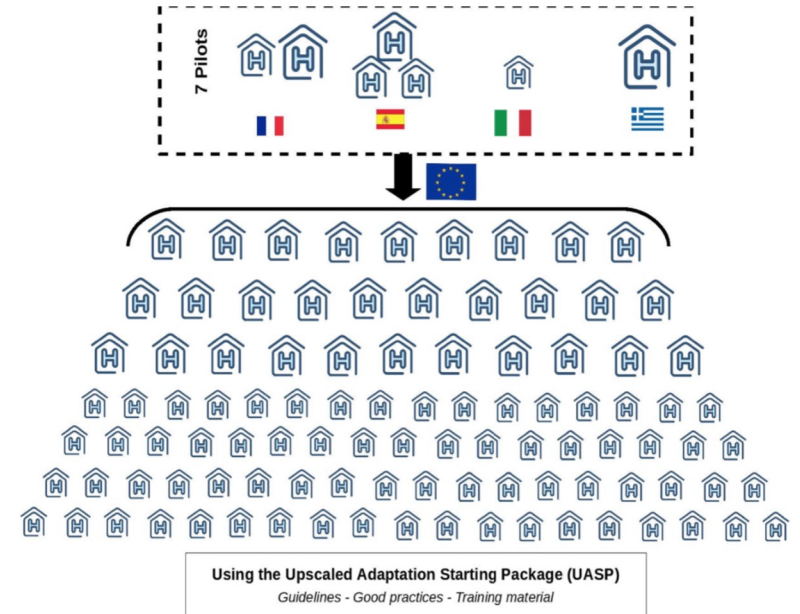 7 Pilots
Using the Upscaled Adaptation Starting Package (UASP)
Guidelines - Good practices - Training material